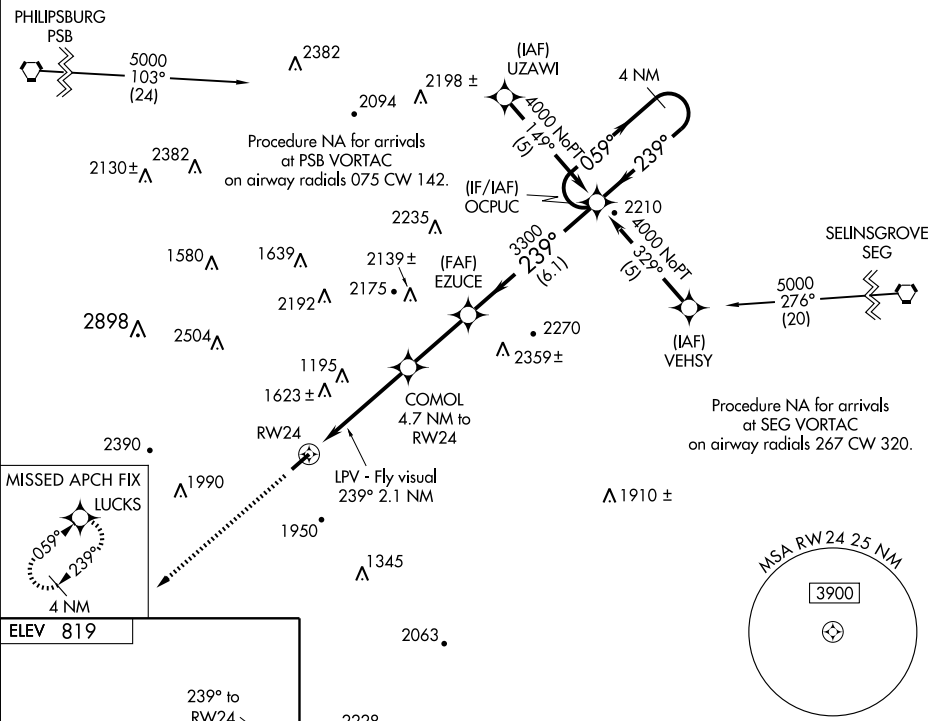 PHILIPSBURG
PSB
5000
103°
(24)
2382
2094
2198 ±
(IAF)
UZAWI
4000 NoPT
149°
(5)
4 NM
059°
239°
Procedure NA for arrivals
at PSB VORTAC
on airway radials 075 CW 142.
2130 ±
2382
(IF/IAF)
OCPUC
2210
2235
3300
239°
(6.1)
4000 NoPT
329°
(5)
SELINSGROVE
SEG
5000
276°
(20)
1580
1639
2139 ±
2175
2192
(FAF)
EZUCE
2898
2504
2270
2359 ±
(IAF)
VEHSY
1195
1623 ±
COMOL
4.7 NM to
RW24
Procedure NA for arrivals
at SEG VORTAC
on airway radials 267 CW 320.
RW24
2390
LPV - Fly visual
239° 2.1 NM
MISSED APCH FIX
LUCKS
059°
239°
4 NM
1990
1910 ±
1950
1345
MSA RW 24 25 NM
3900
ELEV 819
2063
239° to
RW24
2228